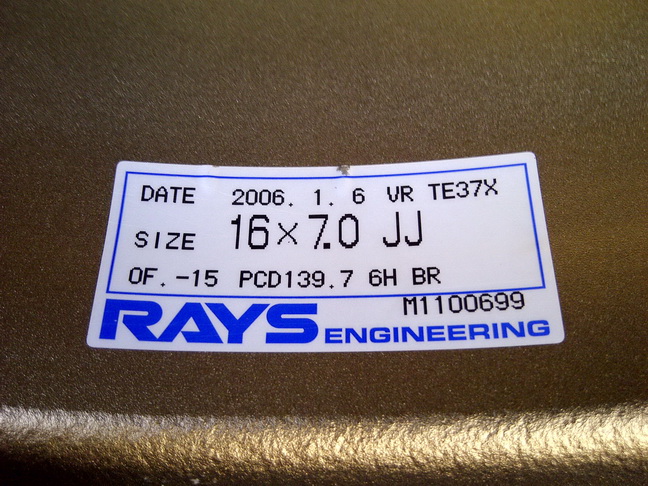 DATE 2006. 1. 6 VR TE37X
SIZE 16×7.0 JJ
OF. -15 PCD139.7 6H BR
M1100699
RAYS ENGINEERING